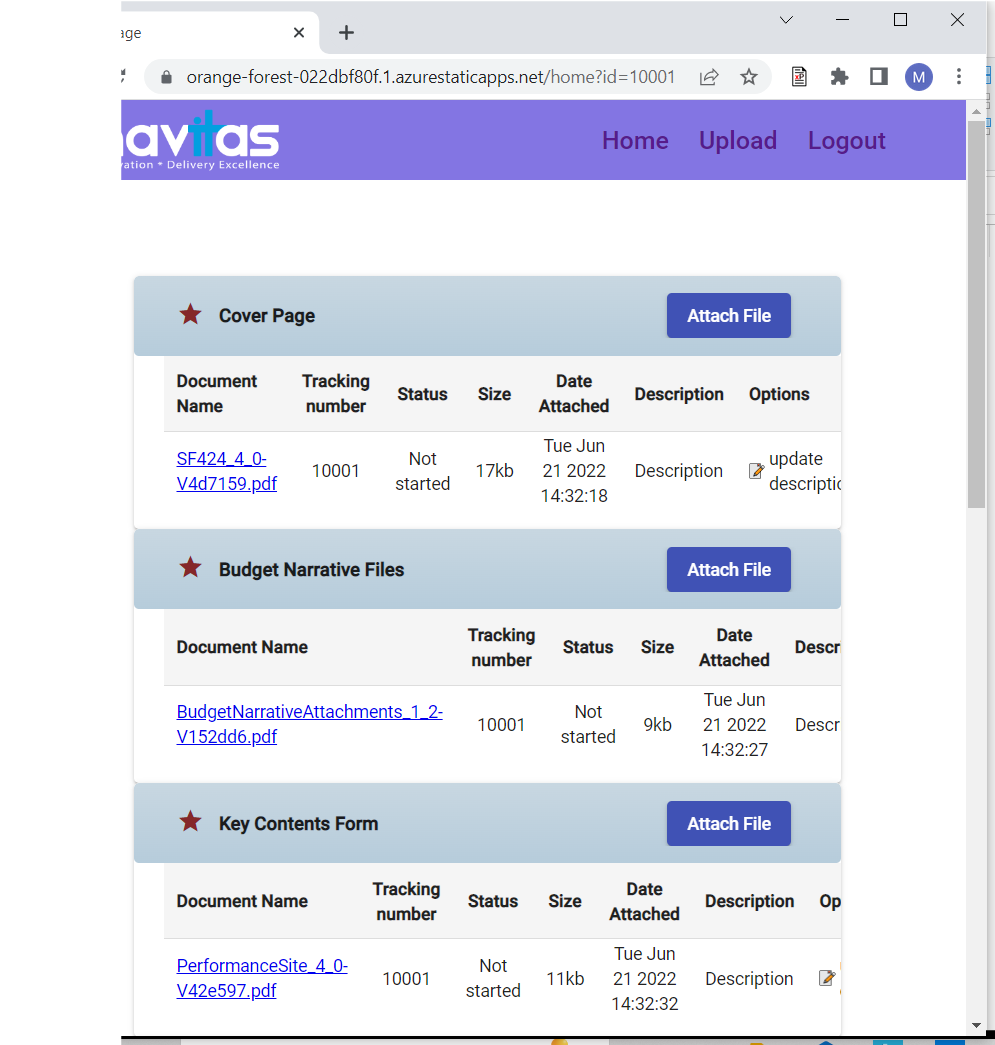 age
orange-forest-022dbf80f.1.azurestaticapps.net/home?id=10001
M
navitas
vation * Delivery Excellence
Home Upload Logout
Cover Page
Attach File
Document Name
Tracking number
Status
Size
Date Attached
Description
Options
SF424_4_0-
V4d7159.pdf
10001
Not started
17kb
Tue Jun
21 2022
14:32:18
Description
update
descriptic
Budget Narrative Files
Attach File
Document Name
Tracking number
Status
Size
Date Attached
Descr
BudgetNarrativeAttachments_1_2-
V152dd6.pdf
10001
Not started
9kb
Tue Jun
21 2022
14:32:27
Descr
Key Contents Form
Attach File
Document Name
Tracking number
Status
Size
Date Attached
Description
Op
PerformanceSite_4_0-
V42e597.pdf
10001
Not started
11kb
Tue Jun
21 2022
14:32:32
Description